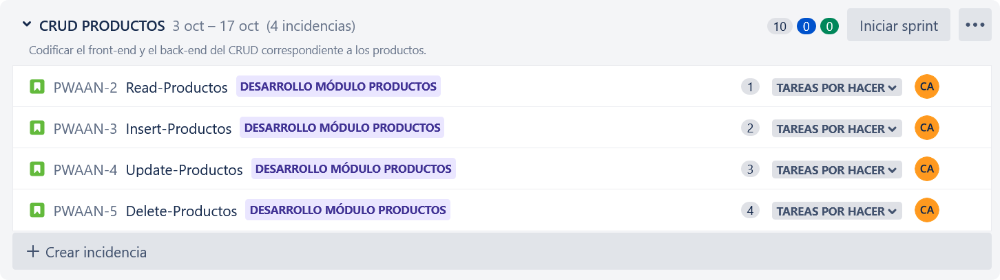 CRUD PRODUCTOS 3 oct – 17 oct (4 incidencias) 10 0 0 Iniciar sprint
Codificar el front-end y el back-end del CRUD correspondiente a los productos.
PWAAN-2 Read-Productos DESARROLLO MÓDULO PRODUCTOS 1 TAREAS POR HACER CA
PWAAN-3 Insert-Productos DESARROLLO MÓDULO PRODUCTOS 2 TAREAS POR HACER CA
PWAAN-4 Update-Productos DESARROLLO MÓDULO PRODUCTOS 3 TAREAS POR HACER CA
PWAAN-5 Delete-Productos DESARROLLO MÓDULO PRODUCTOS 4 TAREAS POR HACER CA
+ Crear incidencia